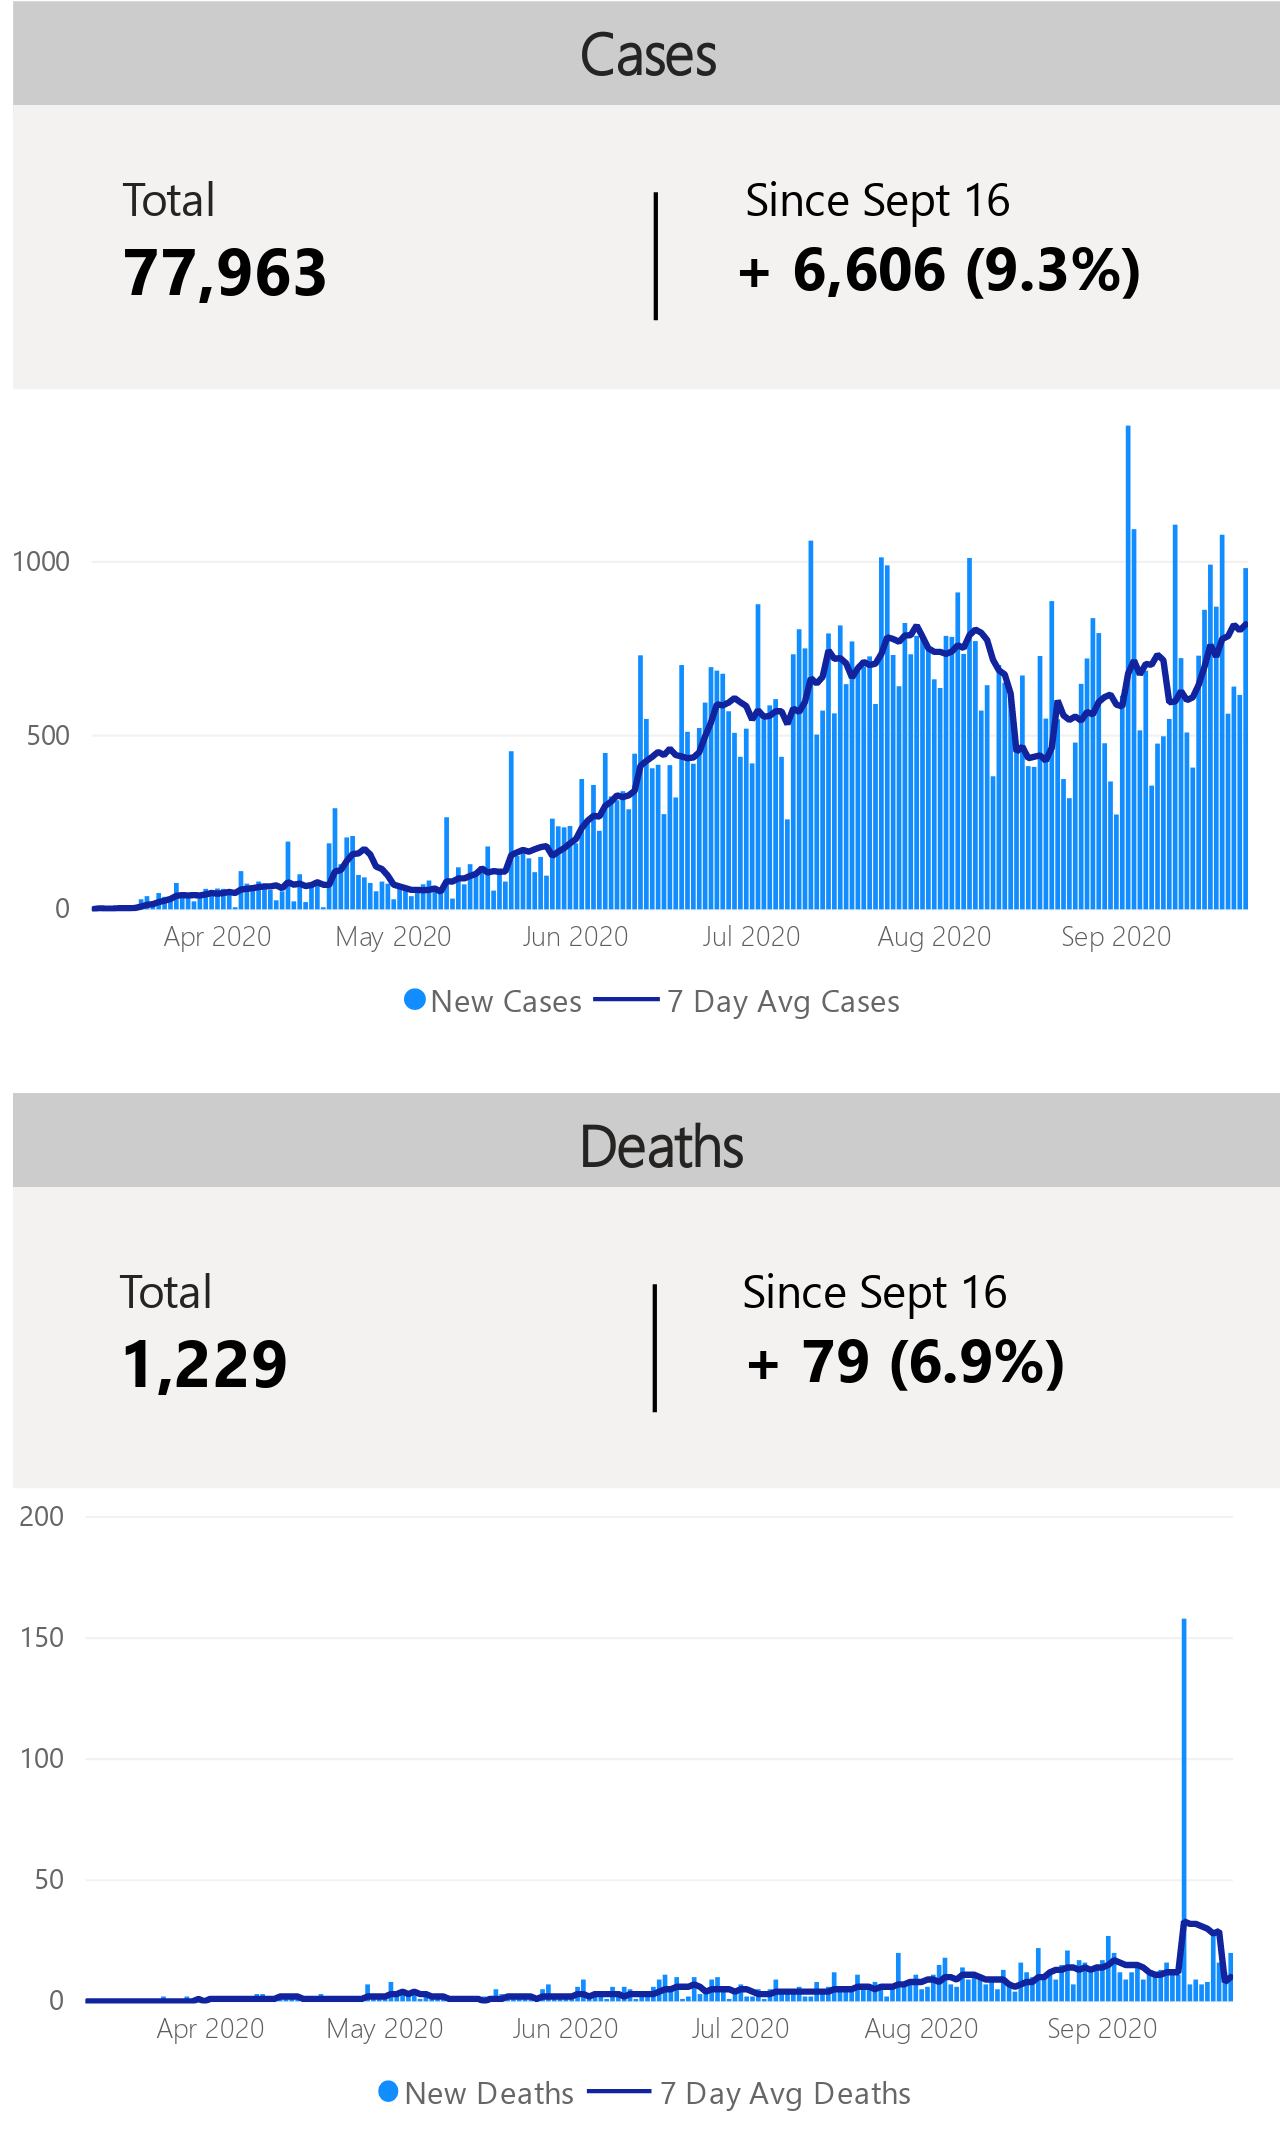 Cases
Total
Since Sept 16
77,963
+ 6,606 (9.3%)
1000
500
0
Apr 2020
May 2020
Jun 2020
Jul 2020
Aug 2020
Sep 2020
New Cases
7 Day Avg Cases
Deaths
Total
Since Sept 16
1,229
+ 79 (6.9%)
200
150
100
50
0
Apr 2020
May 2020
Jun 2020
Jul 2020
Aug 2020
Sep 2020
New Deaths
7 Day Avg Deaths